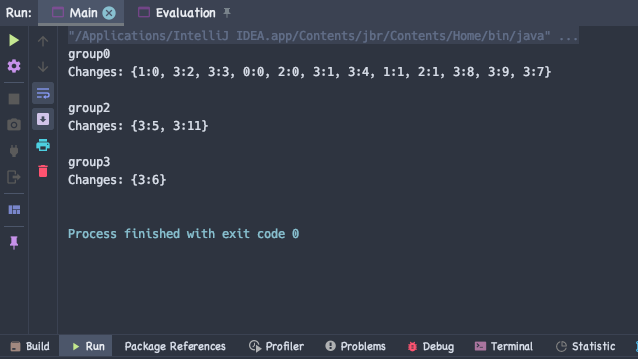 Run: Main Evaluation
"/Applications/IntelliJ IDEA.app/Contents/jbr/Contents/Home/bin/java" ...
group0
Changes: {1:0, 3:2, 3:3, 0:0, 2:0, 3:1, 3:4, 1:1, 2:1, 3:8, 3:9, 3:7}
group2
Changes: {3:5, 3:11}
group3
Changes: {3:6}
Process finished with exit code 0
Build Run Package References Profiler Problems Debug Terminal Statistic